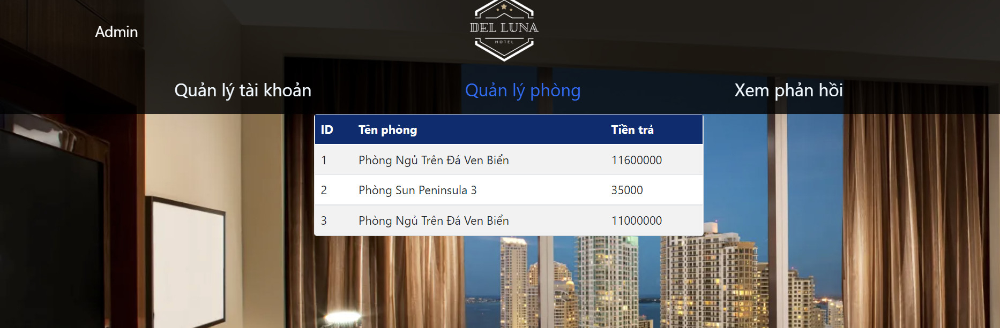 Admin
DEL LUNA
HOTEL
Quản lý tài khoản Quản lý phòng Xem phản hồi
ID Tên phòng Tiền trả
1 Phòng Ngủ Trên Đá Ven Biển 11600000
2 Phòng Sun Peninsula 3 35000
3 Phòng Ngủ Trên Đá Ven Biển 11000000